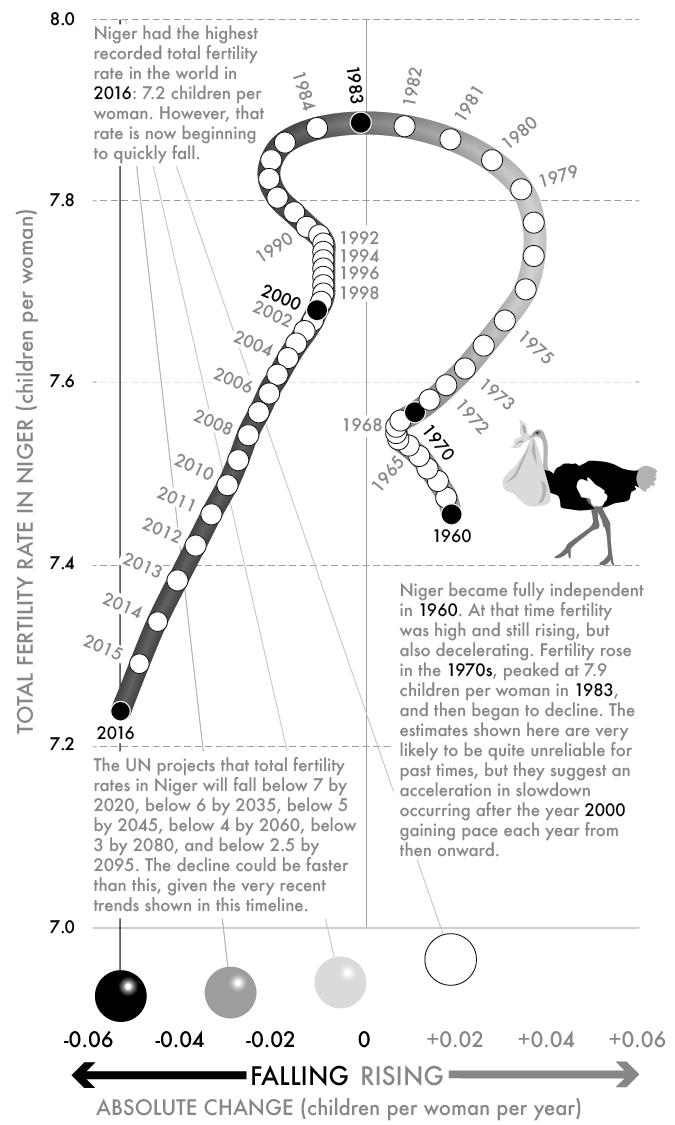 8.0
Niger had the highest
recorded total fertility
rate in the world in
2016: 7.2 children per
woman. However, that
rate is now beginning
to quickly fall.
1984
1983
1982
1981
1980
1979
7.8
1990
1992
1994
1996
1998
2000
2002
2004
2006
2008
2010
2011
2012
2013
2014
2015
2016
1975
1973
1972
1970
1968
1965
1960
7.6
7.4
7.2
7.0
TOTAL FERTILITY RATE IN NIGER (children per woman)
Niger became fully independent
in 1960. At that time fertility
was high and still rising, but
also decelerating. Fertility rose
in the 1970s, peaked at 7.9
children per woman in 1983,
and then began to decline. The
estimates shown here are very
likely to be quite unreliable for
past times, but they suggest an
acceleration in slowdown
occurring after the year 2000
gaining pace each year from
then onward.
The UN projects that total fertility
rates in Niger will fall below 7 by
2020, below 6 by 2035, below 5
by 2045, below 4 by 2060, below
3 by 2080, and below 2.5 by
2095. The decline could be faster
than this, given the very recent
trends shown in this timeline.
-0.06 -0.04 -0.02 0 +0.02 +0.04 +0.06
FALLING RISING
ABSOLUTE CHANGE (children per woman per year)